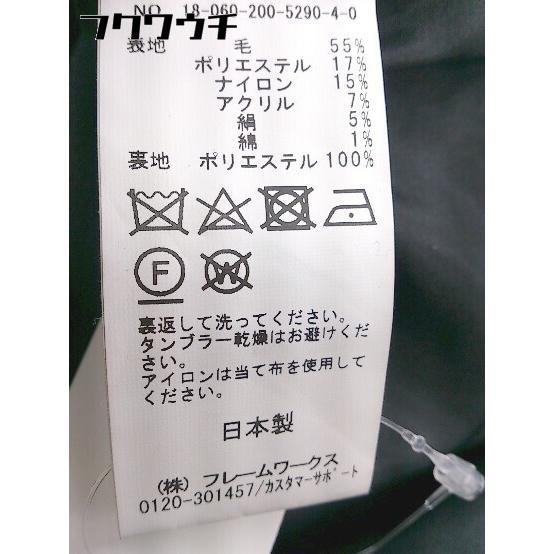 フクウウチ
NO 18-060-200-5290-4-0
表地 毛 55%
ポリエステル 17%
ナイロン 15%
アクリル 7%
絹 5%
綿 1%
裏地 ポリエステル 100%
F W
裏返して洗ってください。
タンブラー乾燥はお避けくだ
さい。
アイロンは当て布を使用して
ください。
日本製
(株) フレームワークス
0120-301457/カスタマーサポート